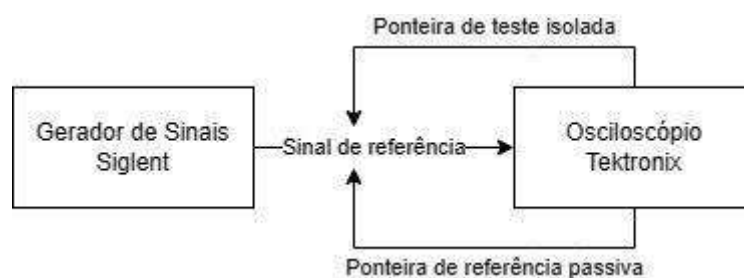 Ponteira de teste isolada
Gerador de Sinais
Siglent
Sinal de referência
Osciloscópio
Tektronix
Ponteira de referência passiva